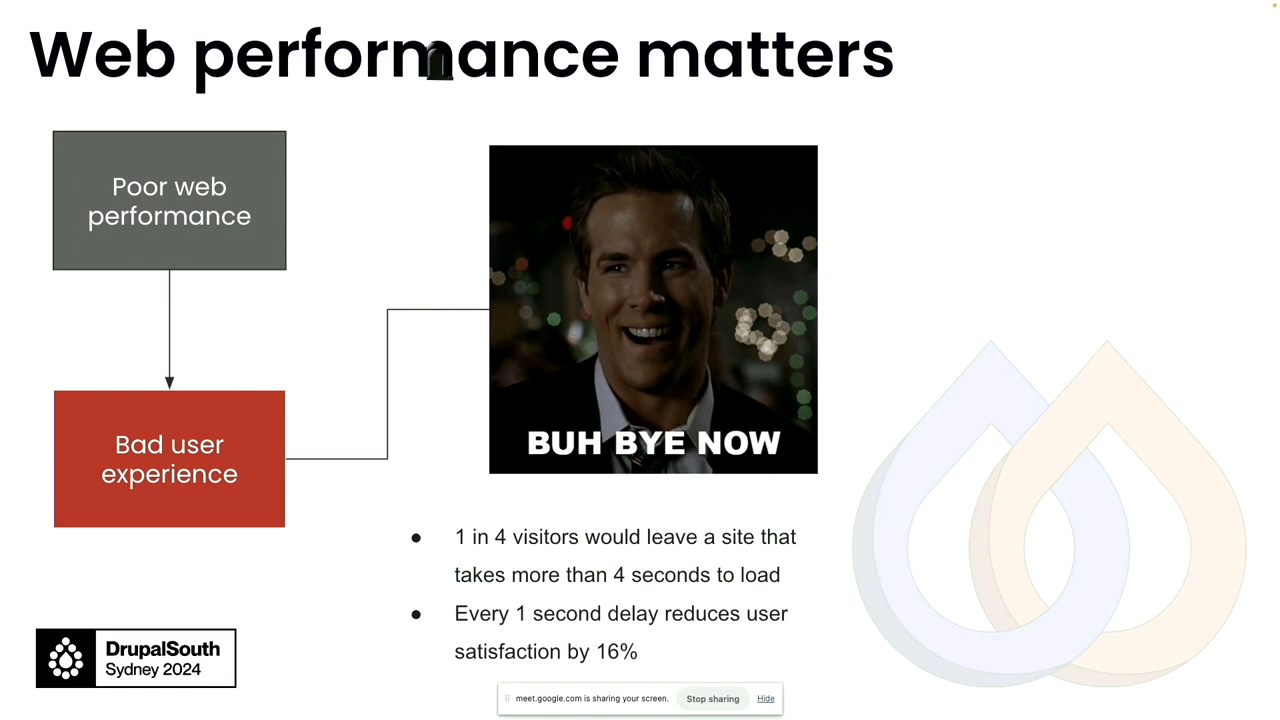 Web performance matters
Poor web
performance
Bad user
experience
BUH BYE NOW
● 1 in 4 visitors would leave a site that
takes more than 4 seconds to load
● Every 1 second delay reduces user
satisfaction by 16%
DrupalSouth
Sydney 2024
meet.google.com is sharing your screen. Stop sharing Hide